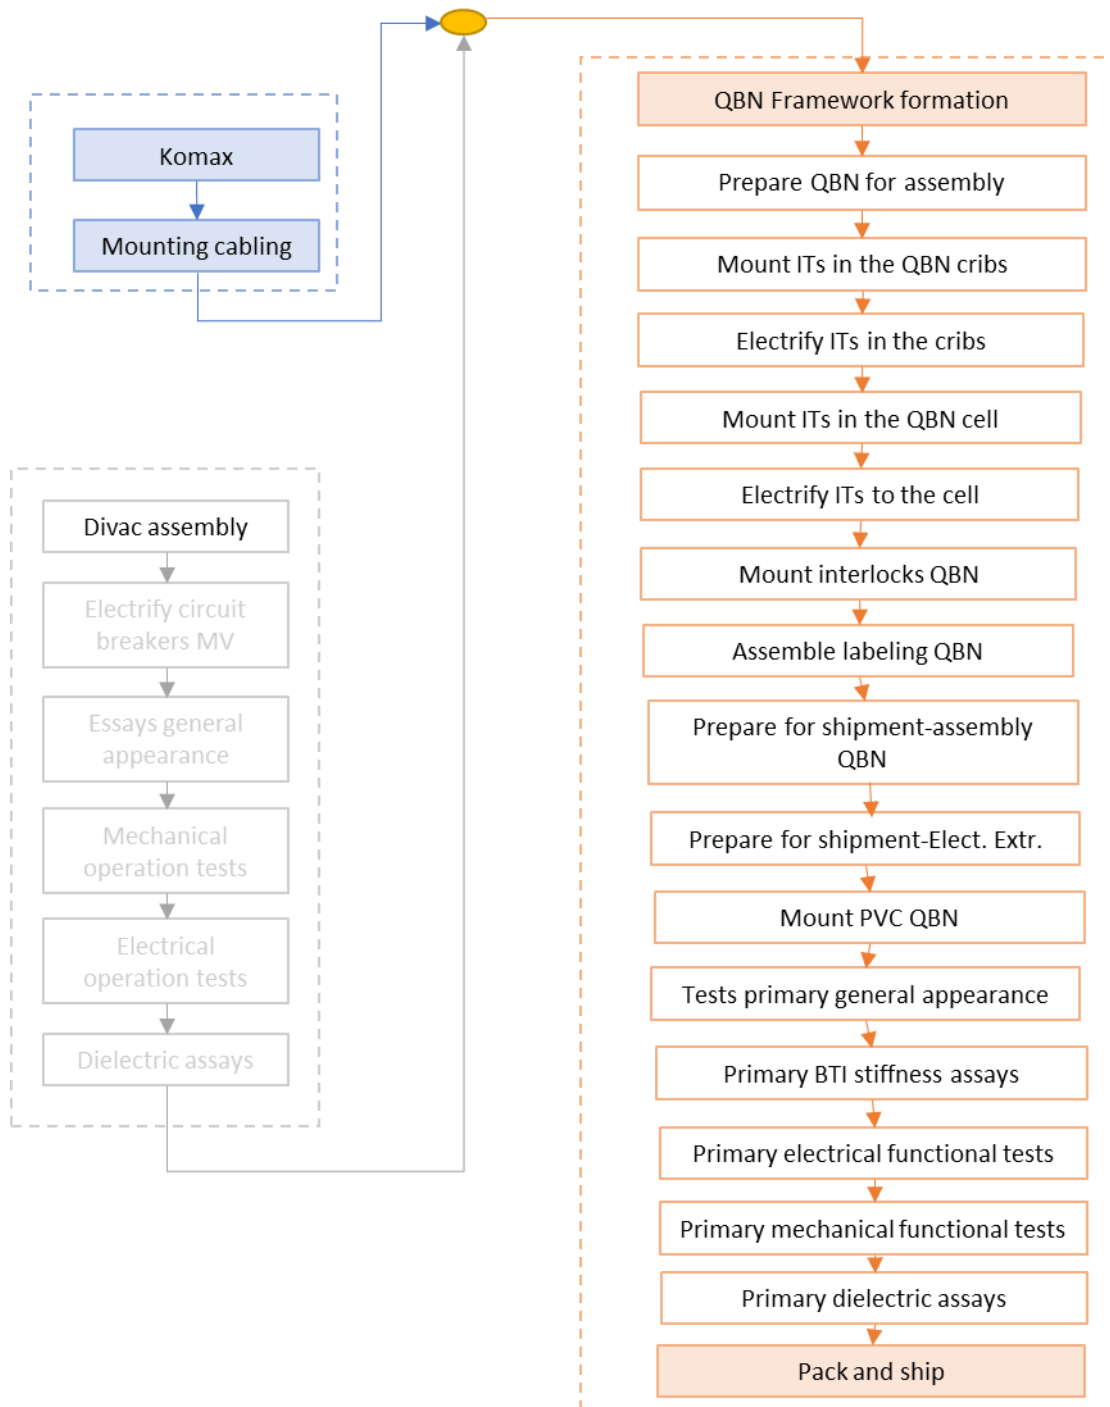 Komax
Mounting cabling
Divac assembly
Electrify circuit
breakers MV
Essays general
appearance
Mechanical
operation tests
Electrical
operation tests
Dielectric assays
QBN Framework formation
Prepare QBN for assembly
Mount ITs in the QBN cribs
Electrify ITs in the cribs
Mount ITs in the QBN cell
Electrify ITs to the cell
Mount interlocks QBN
Assemble labeling QBN
Prepare for shipment-assembly
QBN
Prepare for shipment-Elect. Extr.
Mount PVC QBN
Tests primary general appearance
Primary BTI stiffness assays
Primary electrical functional tests
Primary mechanical functional tests
Primary dielectric assays
Pack and ship